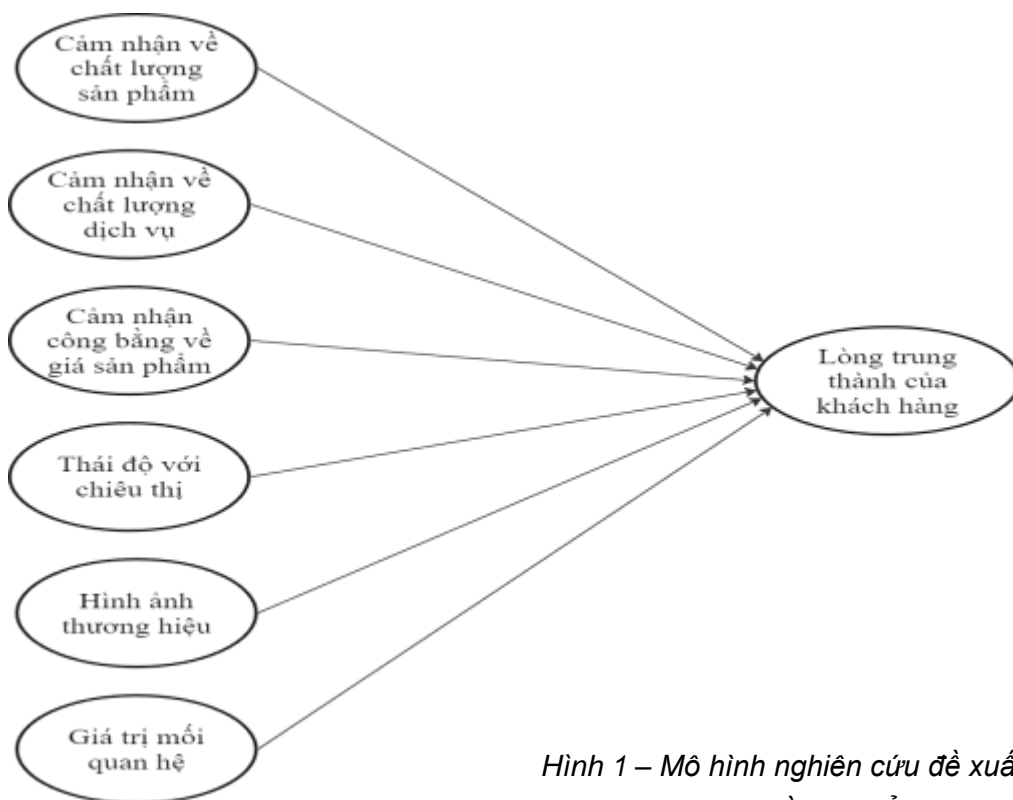 Cảm nhận về
chất lượng
sản phẩm
Cảm nhận về
chất lượng
dịch vụ
Cảm nhận
công bằng về
giá sản phẩm
Thái độ với
chiêu thị
Hình ảnh
thương hiệu
Giá trị mối
quan hệ
Lòng trung
thành của
khách hàng
Hình 1 – Mô hình nghiên cứu đề xuấ